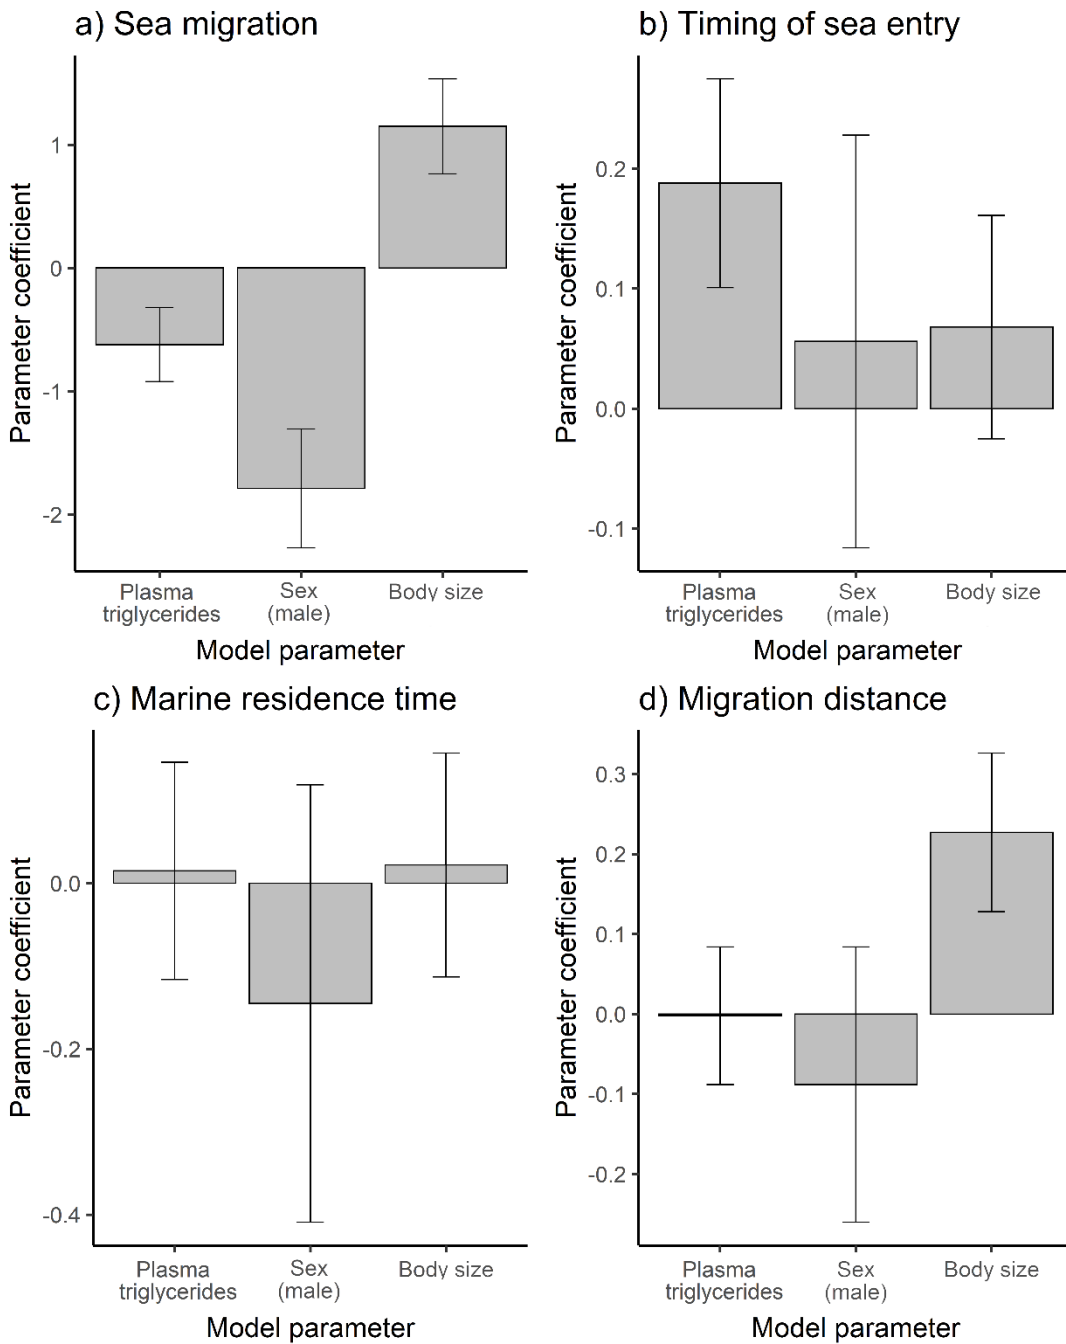 a) Sea migration
Parameter coefficient
1
0
-1
-2
Plasma
triglycerides
Sex
(male)
Body size
Model parameter
b) Timing of sea entry
Parameter coefficient
0.2
0.1
0.0
-0.1
Plasma
triglycerides
Sex
(male)
Body size
Model parameter
c) Marine residence time
Parameter coefficient
0.0
-0.2
-0.4
Plasma
triglycerides
Sex
(male)
Body size
Model parameter
d) Migration distance
Parameter coefficient
0.3
0.2
0.1
0.0
-0.1
-0.2
Plasma
triglycerides
Sex
(male)
Body size
Model parameter